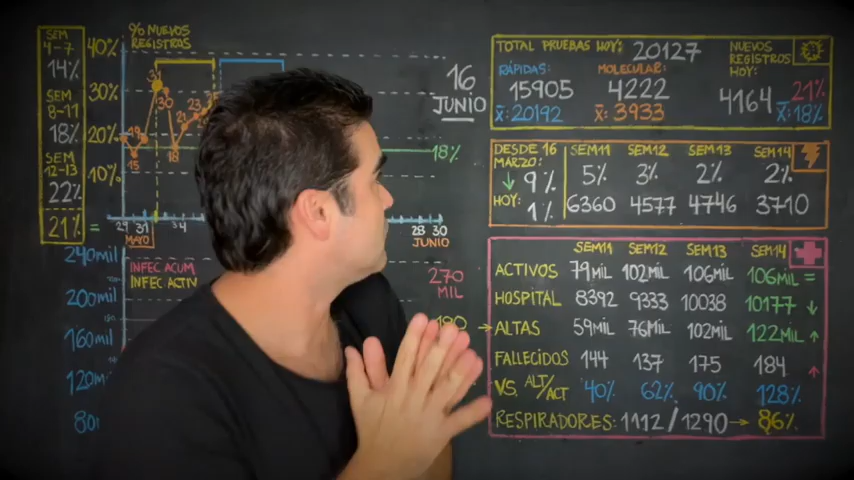 SEM
4-7
14%
SEM
8-11
18%
SEM
12-13
22%
21% =
% NUEVOS
REGISTROS
40%
30%
20%
10%
31
30
19
15
18
21
23
18%
29 31
MAYO
34
28 30
JUNIO
16
JUNIO
TOTAL PRUEBAS HOY: 20127
RÁPIDAS:
15905
x̄: 20192
MOLECULAR:
4222
x̄: 3933
NUEVOS
REGISTROS
HOY:
4164
21%
x̄: 18%
DESDE 16
MARZO:
↓ 9%
HOY: 1%
SEM11 SEM12 SEM13 SEM14
5% 3% 2% 2%
6360 4577 4746 3710
SEM11 SEM12 SEM13 SEM14
ACTIVOS 79MIL 102MIL 106MIL 106MIL =
HOSPITAL 8392 9333 10038 10177 ↓
→ ALTAS 59MIL 76MIL 102MIL 122MIL ↑
FALLECIDOS 144 137 175 184 ↑
VS. ALT/ACT 40% 62% 90% 128%
RESPIRADORES: 1112/1290 → 86%
240mil
200mil
160mil
INFEC ACUM
INFEC ACTIV
270
MIL